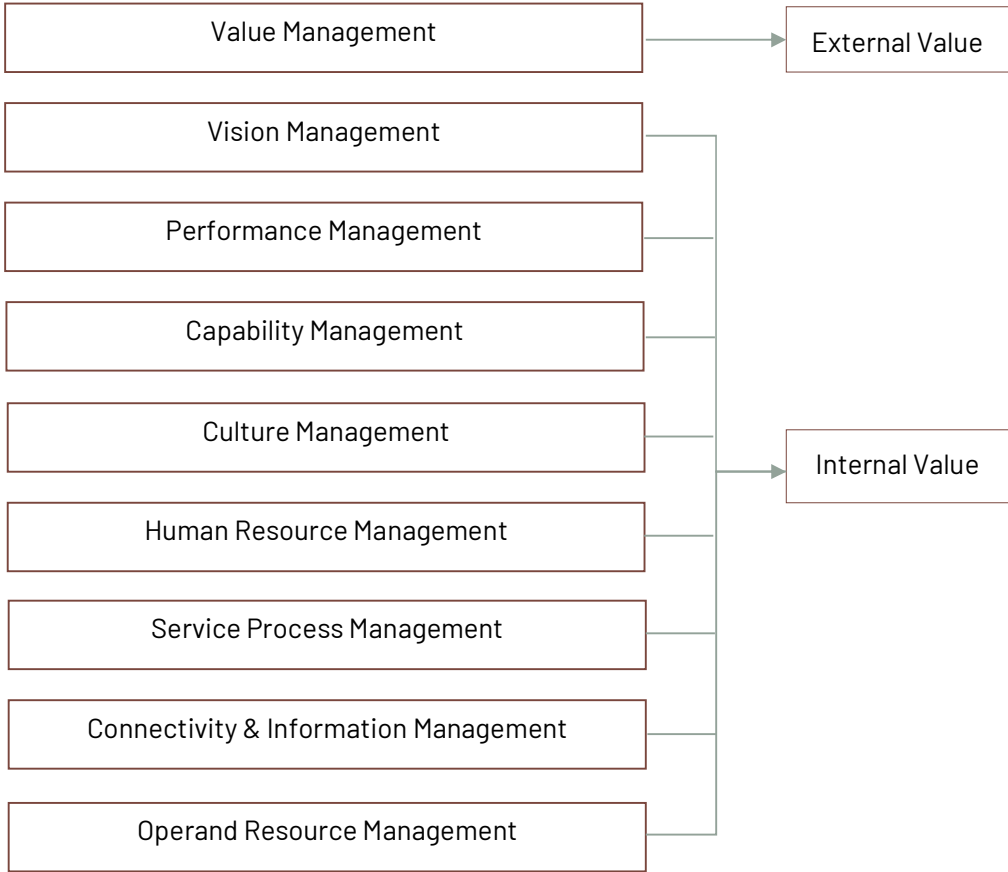 Value Management
External Value
Vision Management
Performance Management
Capability Management
Culture Management
Internal Value
Human Resource Management
Service Process Management
Connectivity & Information Management
Operand Resource Management